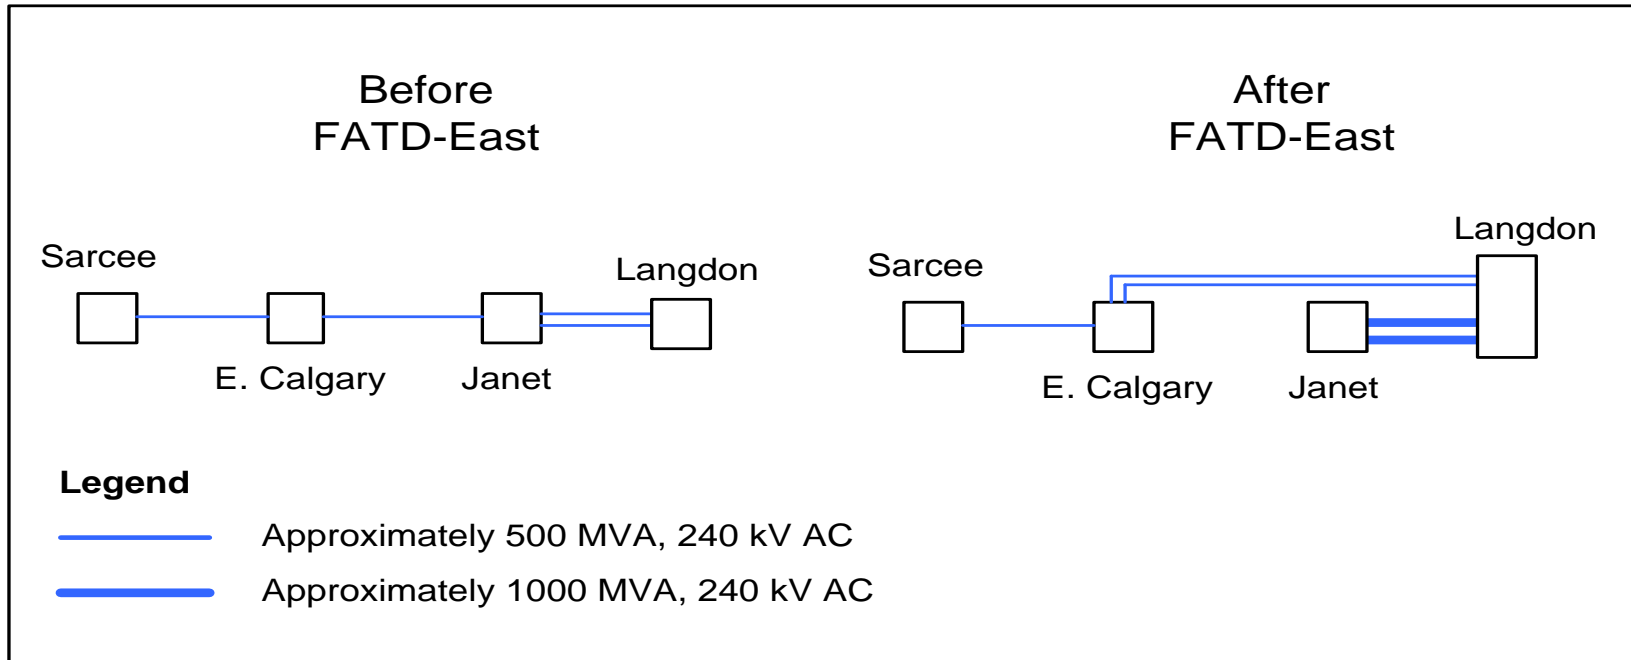 Before
FATD-East
Sarcee
Langdon
E. Calgary
Janet
After
FATD-East
Langdon
Sarcee
E. Calgary
Janet
Legend
Approximately 500 MVA, 240 kV AC
Approximately 1000 MVA, 240 kV AC